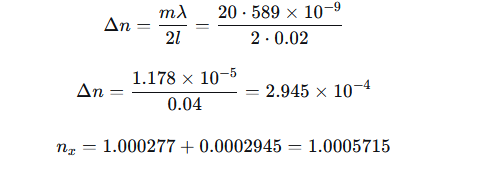 Δn = mλ / 2l = 20 · 589 × 10⁻⁹ / 2 · 0.02
Δn = 1.178 × 10⁻⁵ / 0.04 = 2.945 × 10⁻⁴
nₓ = 1.000277 + 0.0002945 = 1.0005715